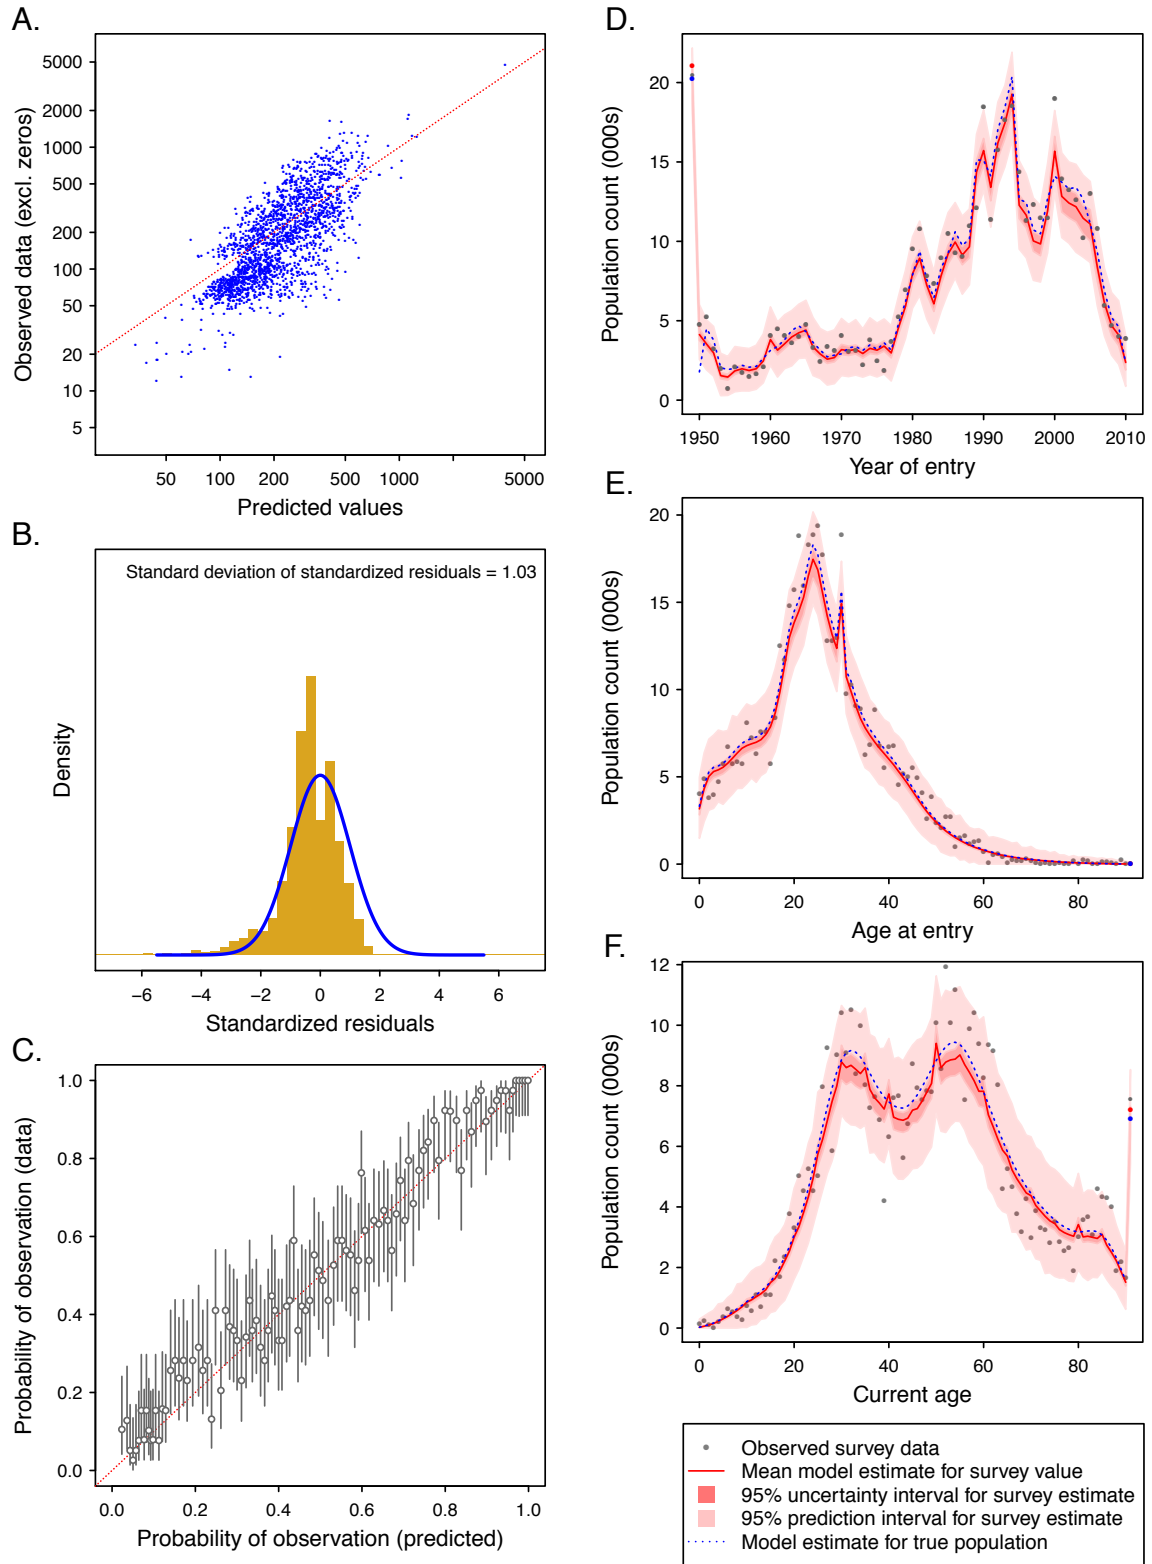 A.
5000
2000
1000
500
200
100
50
20
10
5
Observed data (excl. zeros)
50 100 200 500 1000 5000
Predicted values
B.
Standard deviation of standardized residuals = 1.03
Density
−6 −4 −2 0 2 4 6
Standardized residuals
C.
1.0
0.8
0.6
0.4
0.2
0.0
Probability of observation (data)
0.0 0.2 0.4 0.6 0.8 1.0
Probability of observation (predicted)
D.
20
15
10
5
0
Population count (000s)
1950 1960 1970 1980 1990 2000 2010
Year of entry
E.
20
15
10
5
0
Population count (000s)
0 20 40 60 80
Age at entry
F.
12
10
8
6
4
2
0
Population count (000s)
0 20 40 60 80
Current age
Observed survey data
Mean model estimate for survey value
95% uncertainty interval for survey estimate
95% prediction interval for survey estimate
Model estimate for true population